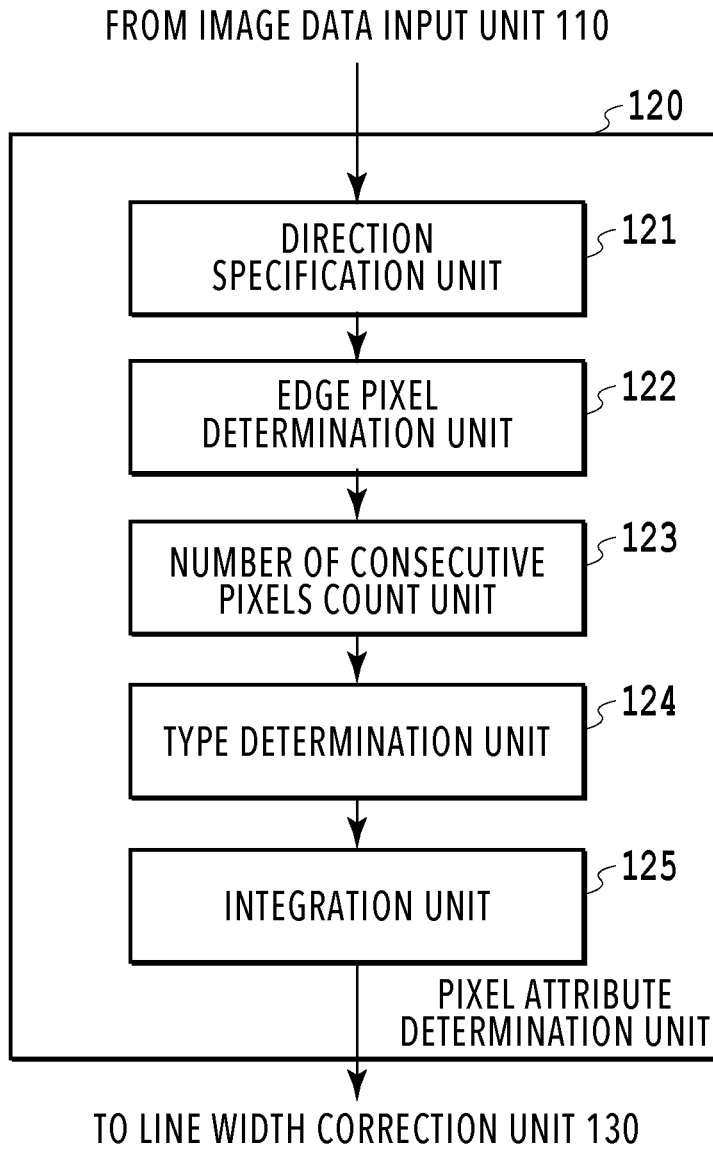 FROM IMAGE DATA INPUT UNIT 110
120
DIRECTION
SPECIFICATION UNIT
121
EDGE PIXEL
DETERMINATION UNIT
122
NUMBER OF CONSECUTIVE
PIXELS COUNT UNIT
123
TYPE DETERMINATION UNIT
124
INTEGRATION UNIT
125
PIXEL ATTRIBUTE
DETERMINATION UNIT
TO LINE WIDTH CORRECTION UNIT 130